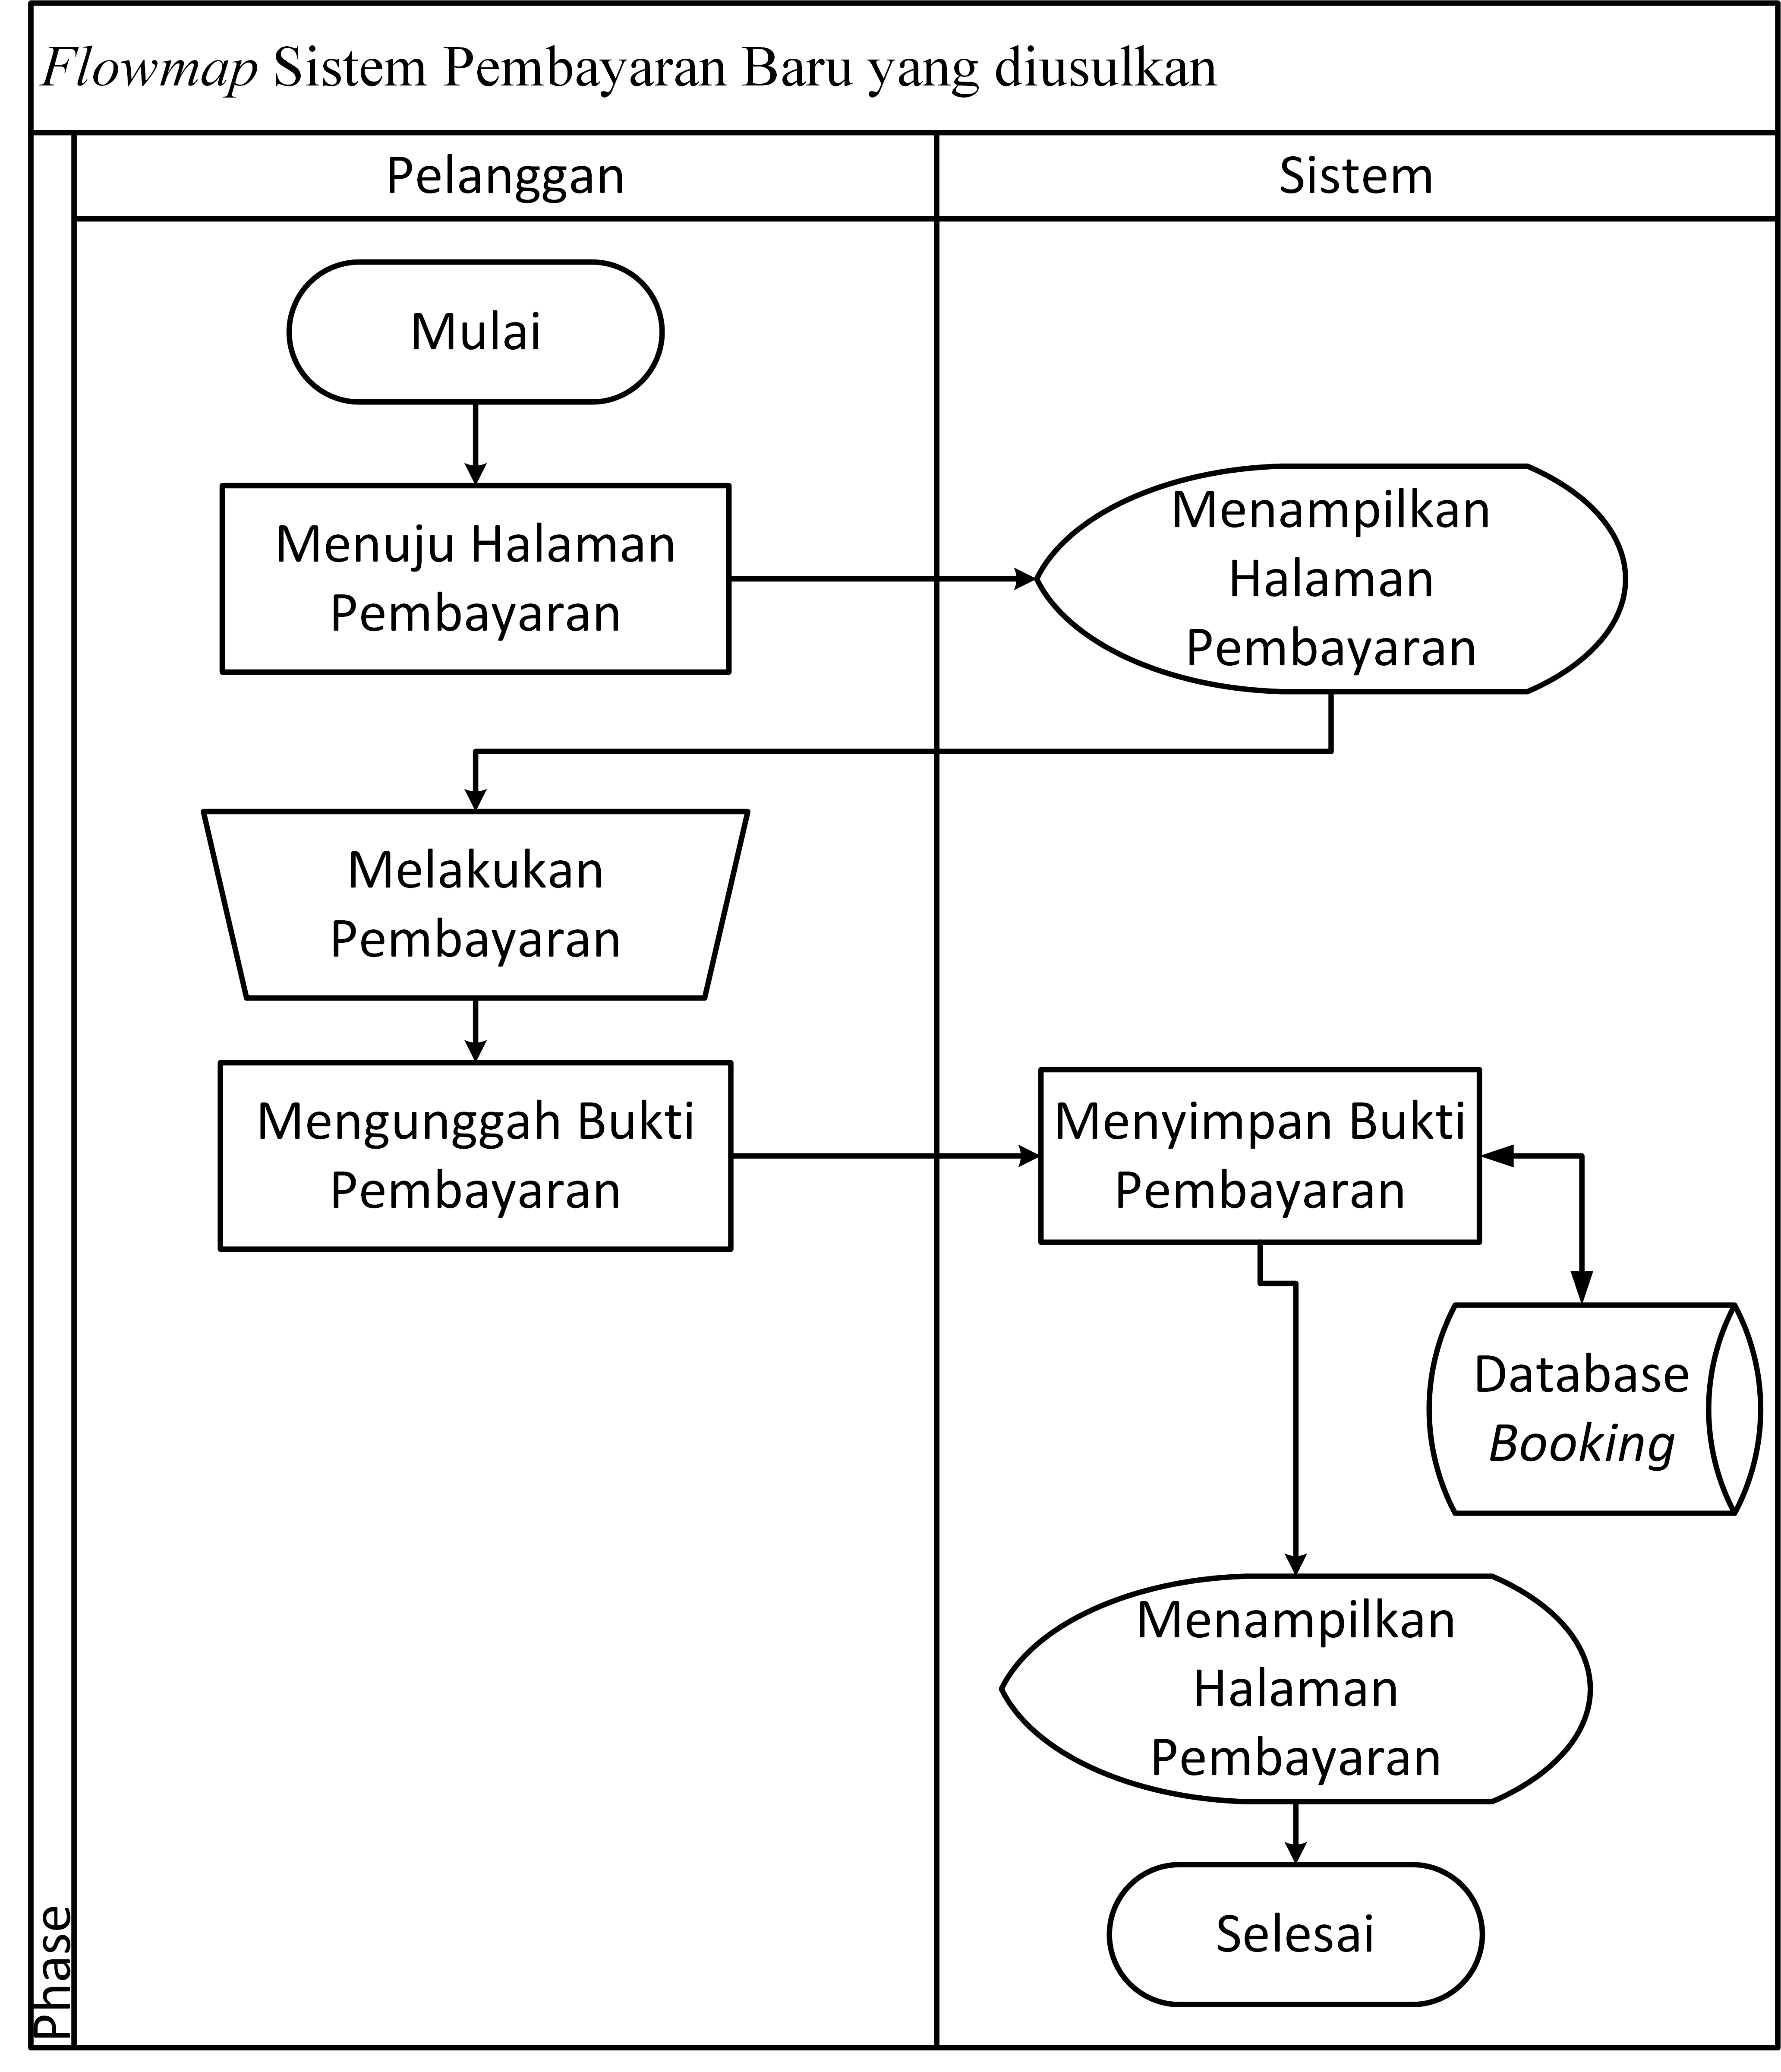 Flowmap Sistem Pembayaran Baru yang diusulkan
Pelanggan
Sistem
Mulai
Menuju Halaman
Pembayaran
Menampilkan
Halaman
Pembayaran
Melakukan
Pembayaran
Mengunggah Bukti
Pembayaran
Menyimpan Bukti
Pembayaran
Database
Booking
Menampilkan
Halaman
Pembayaran
Selesai
Phase